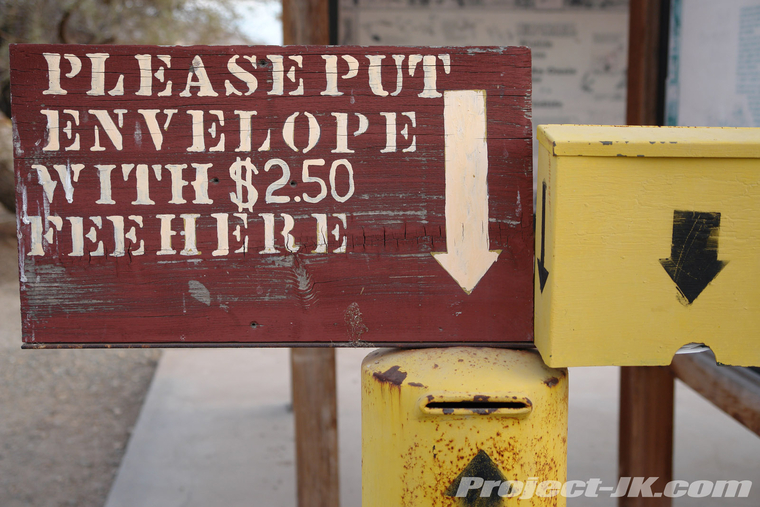 PLEASE PUT
ENVELOPE
WITH $2.50
FEE HERE
Project-JK.com